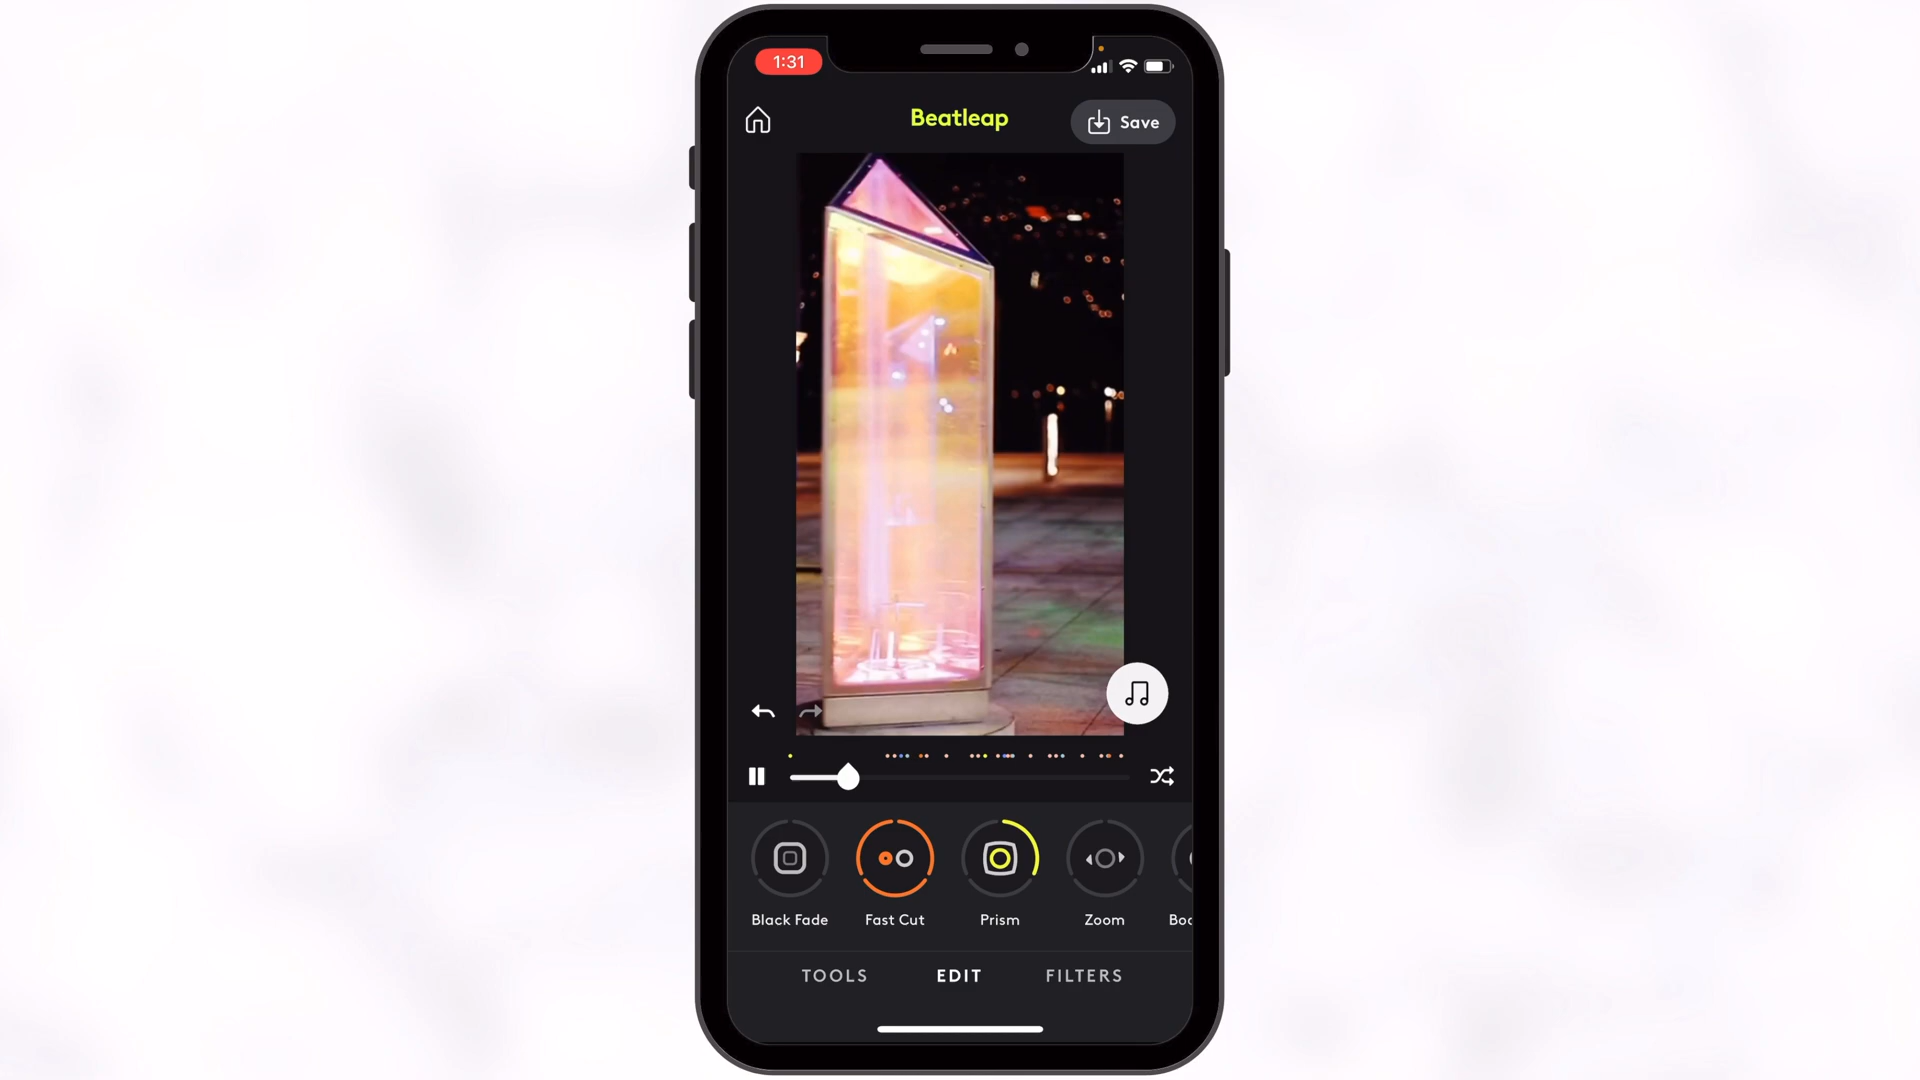 1:31
Beatleap
Save
Black Fade
Fast Cut
Prism
Zoom
TOOLS
EDIT
FILTERS